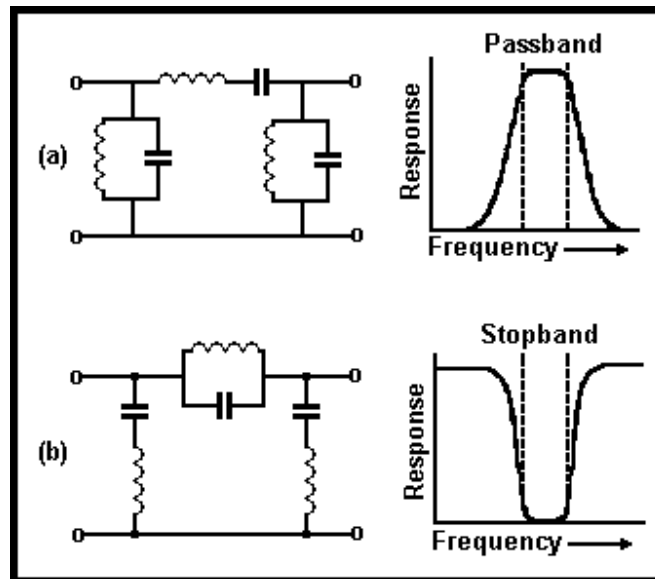 Passband
(a)
Response
Frequency
Stopband
(b)
Response
Frequency